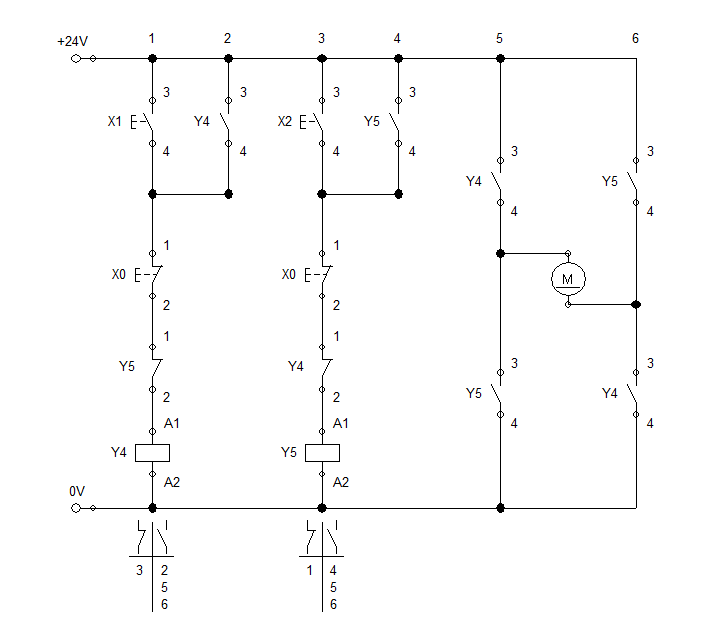 1 2 3 4 5 6
+24V
3 3 3 3
X1 Y4 X2 Y5
4 4 4 4
3 3
Y4 Y5
4 4
1 1
X0 X0
M
2 2
1 1
Y5 Y4
3 3
2 2
Y5 Y4
A1 A1
4 4
Y4 Y5
A2 A2
0V
3 2 1 4
5 5
6 6